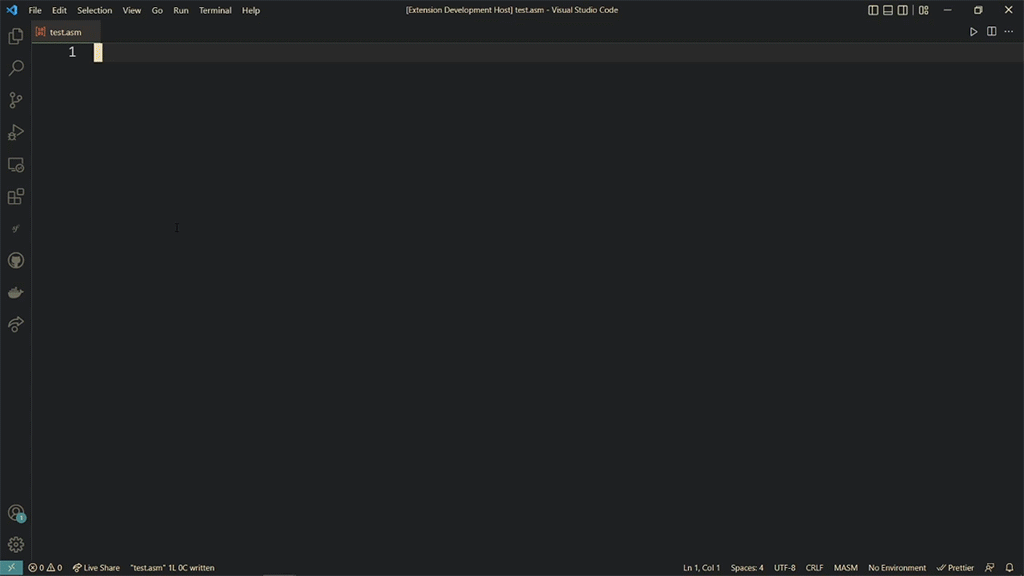 File Edit Selection View Go Run Terminal Help [Extension Development Host] test.asm - Visual Studio Code
test.asm
1
1
0 0 Live Share "test.asm" 1L 0C written Ln 1, Col 1 Spaces: 4 UTF-8 CRLF MASM No Environment Prettier